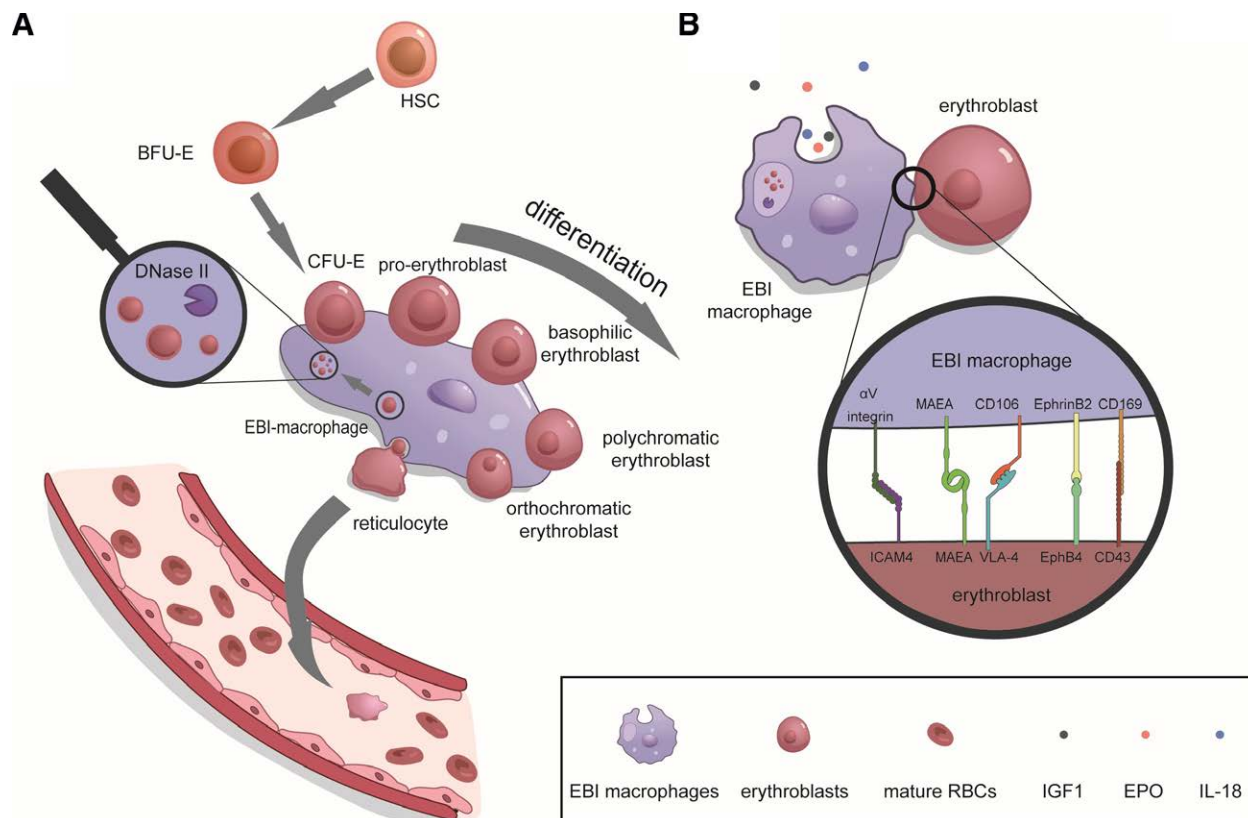 A
HSC
BFU-E
DNase II
CFU-E
pro-erythroblast
differentiation
basophilic
erythroblast
EBI-macrophage
polychromatic
erythroblast
orthochromatic
erythroblast
reticulocyte
B
erythroblast
EBI
macrophage
EBI macrophage
αV
integrin
MAEA
CD106
EphrinB2
CD169
ICAM4
MAEA
VLA-4
EphB4
CD43
erythroblast
EBI macrophages
erythroblasts
mature RBCs
IGF1
EPO
IL-18